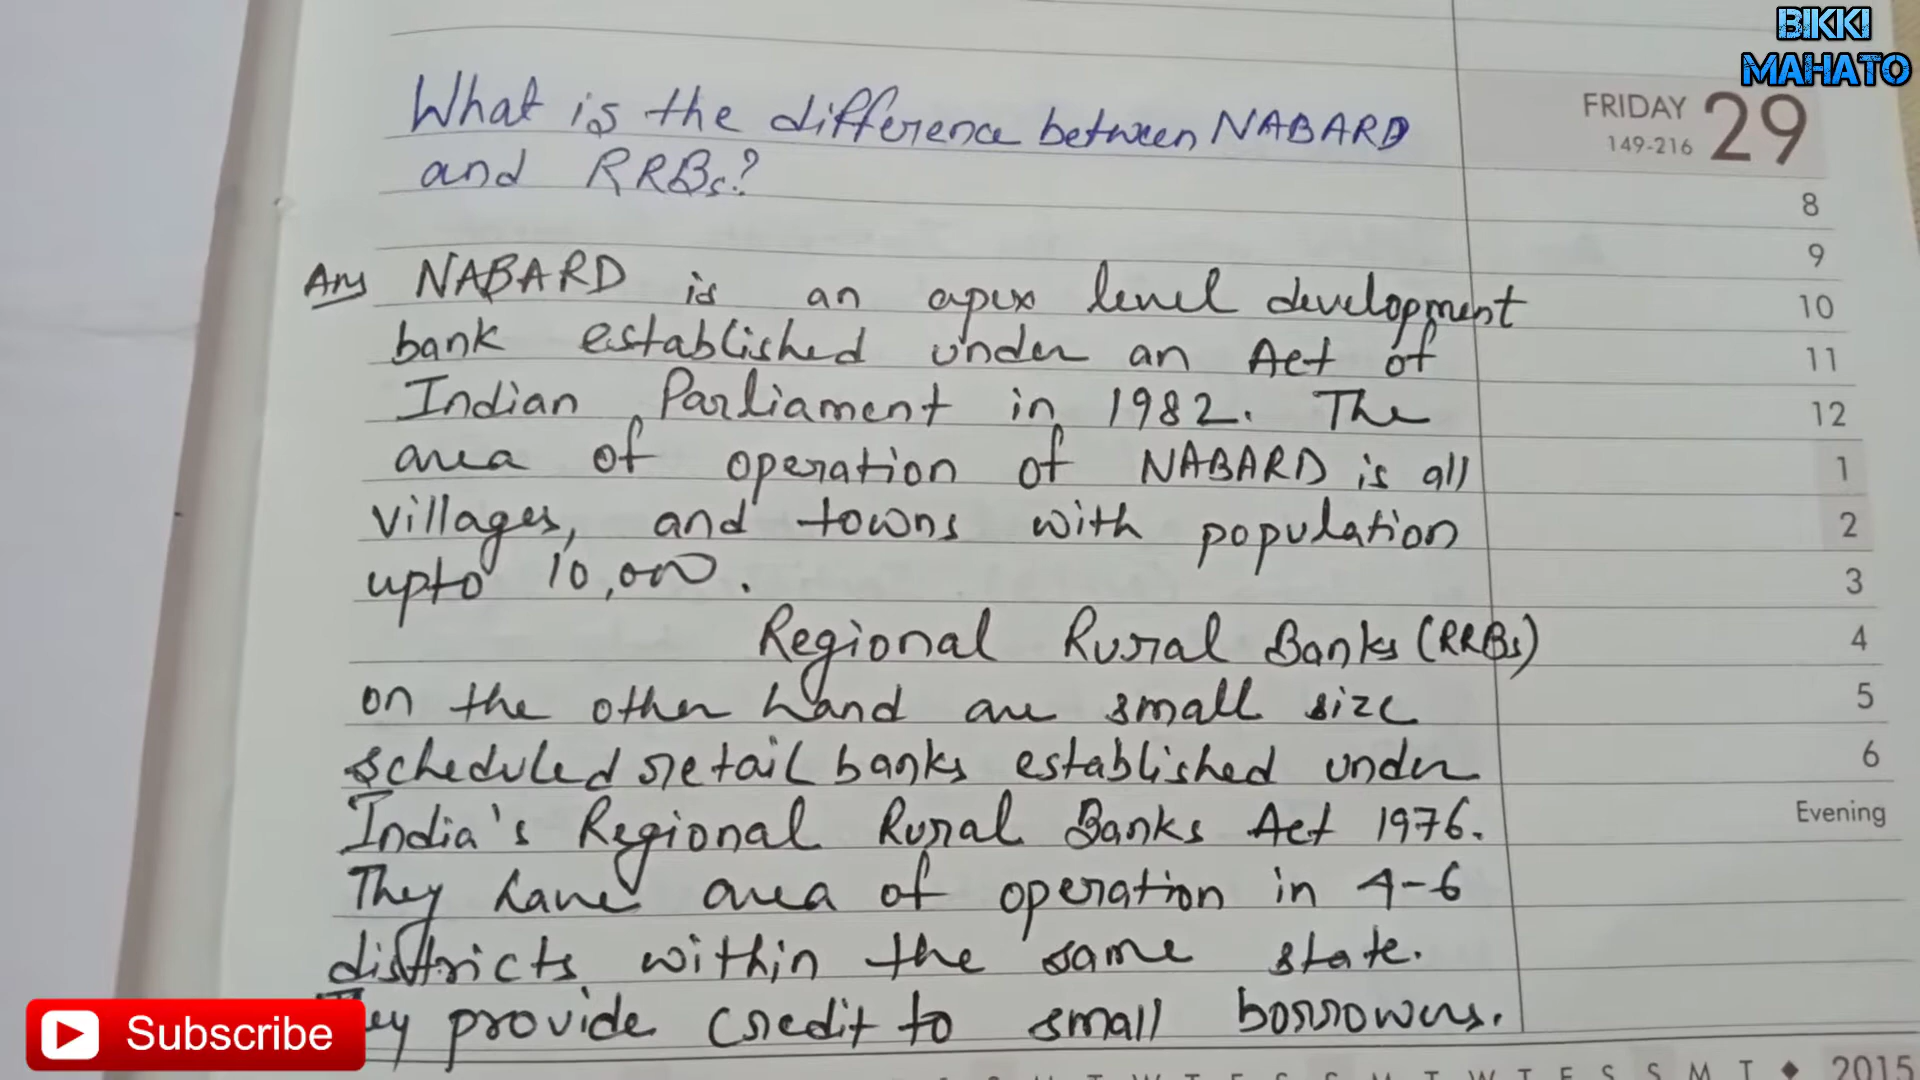 BIKKI
MAHATO
FRIDAY 29
149-216
What is the difference between NABARD
and RRBs?
8
9
Ans NABARD is an apex level development
10
bank established under an Act of
11
Indian Parliament in 1982. The
12
area of operation of NABARD is all
1
villages, and towns with population
2
upto 10,000.
3
Regional Rural Banks (RRBs)
4
on the other hand are small size
5
scheduled retail banks established under
6
India's Regional Rural Banks Act 1976.
Evening
They have area of operation in 4-6
districts within the same state.
They provide credit to small borrowers.
Subscribe
T W T F S S M T ◆ 2015